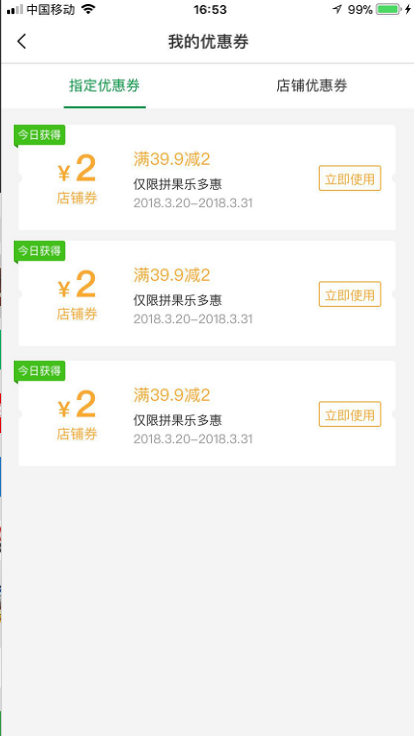 中国移动 16:53 99%
我的优惠券
指定优惠券 店铺优惠券
今日获得
¥2 满39.9减2
仅限拼果乐多惠 立即使用
店铺券 2018.3.20-2018.3.31
今日获得
¥2 满39.9减2
仅限拼果乐多惠 立即使用
店铺券 2018.3.20-2018.3.31
今日获得
¥2 满39.9减2
仅限拼果乐多惠 立即使用
店铺券 2018.3.20-2018.3.31